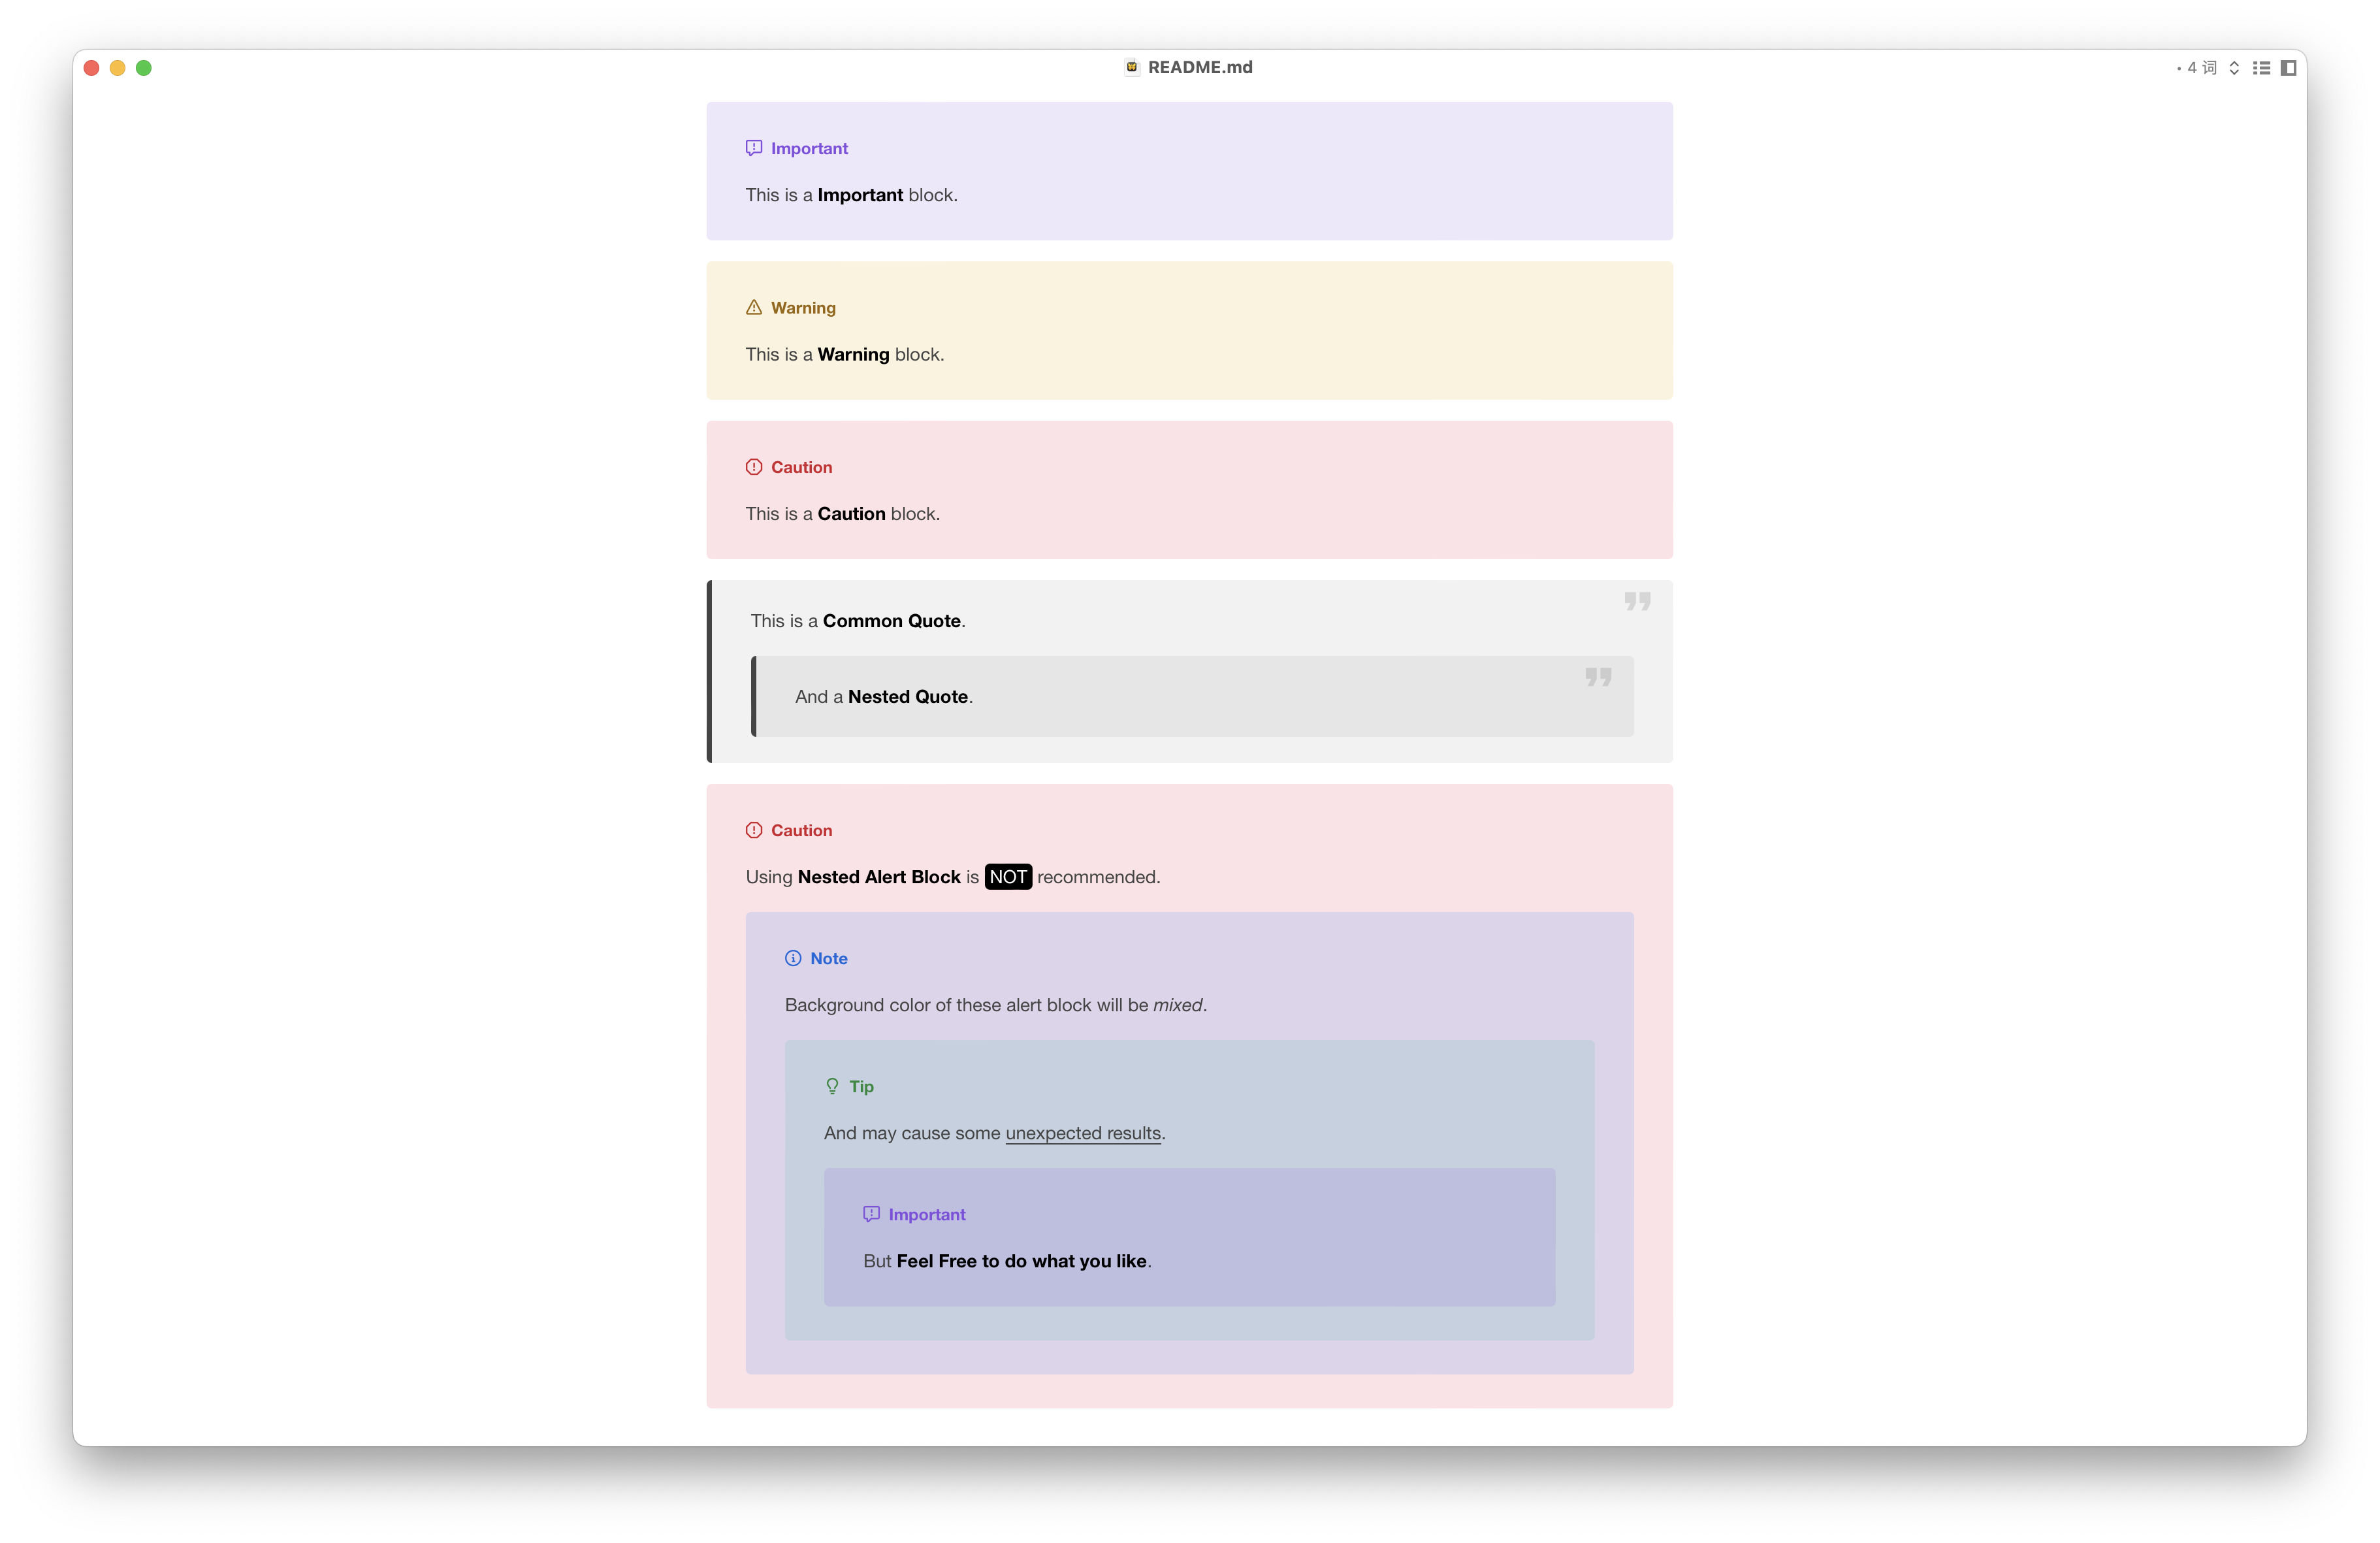 README.md
• 4 词
Important
This is a Important block.
Warning
This is a Warning block.
Caution
This is a Caution block.
This is a Common Quote.
And a Nested Quote.
Caution
Using Nested Alert Block is NOT recommended.
Note
Background color of these alert block will be mixed.
Tip
And may cause some unexpected results.
Important
But Feel Free to do what you like.